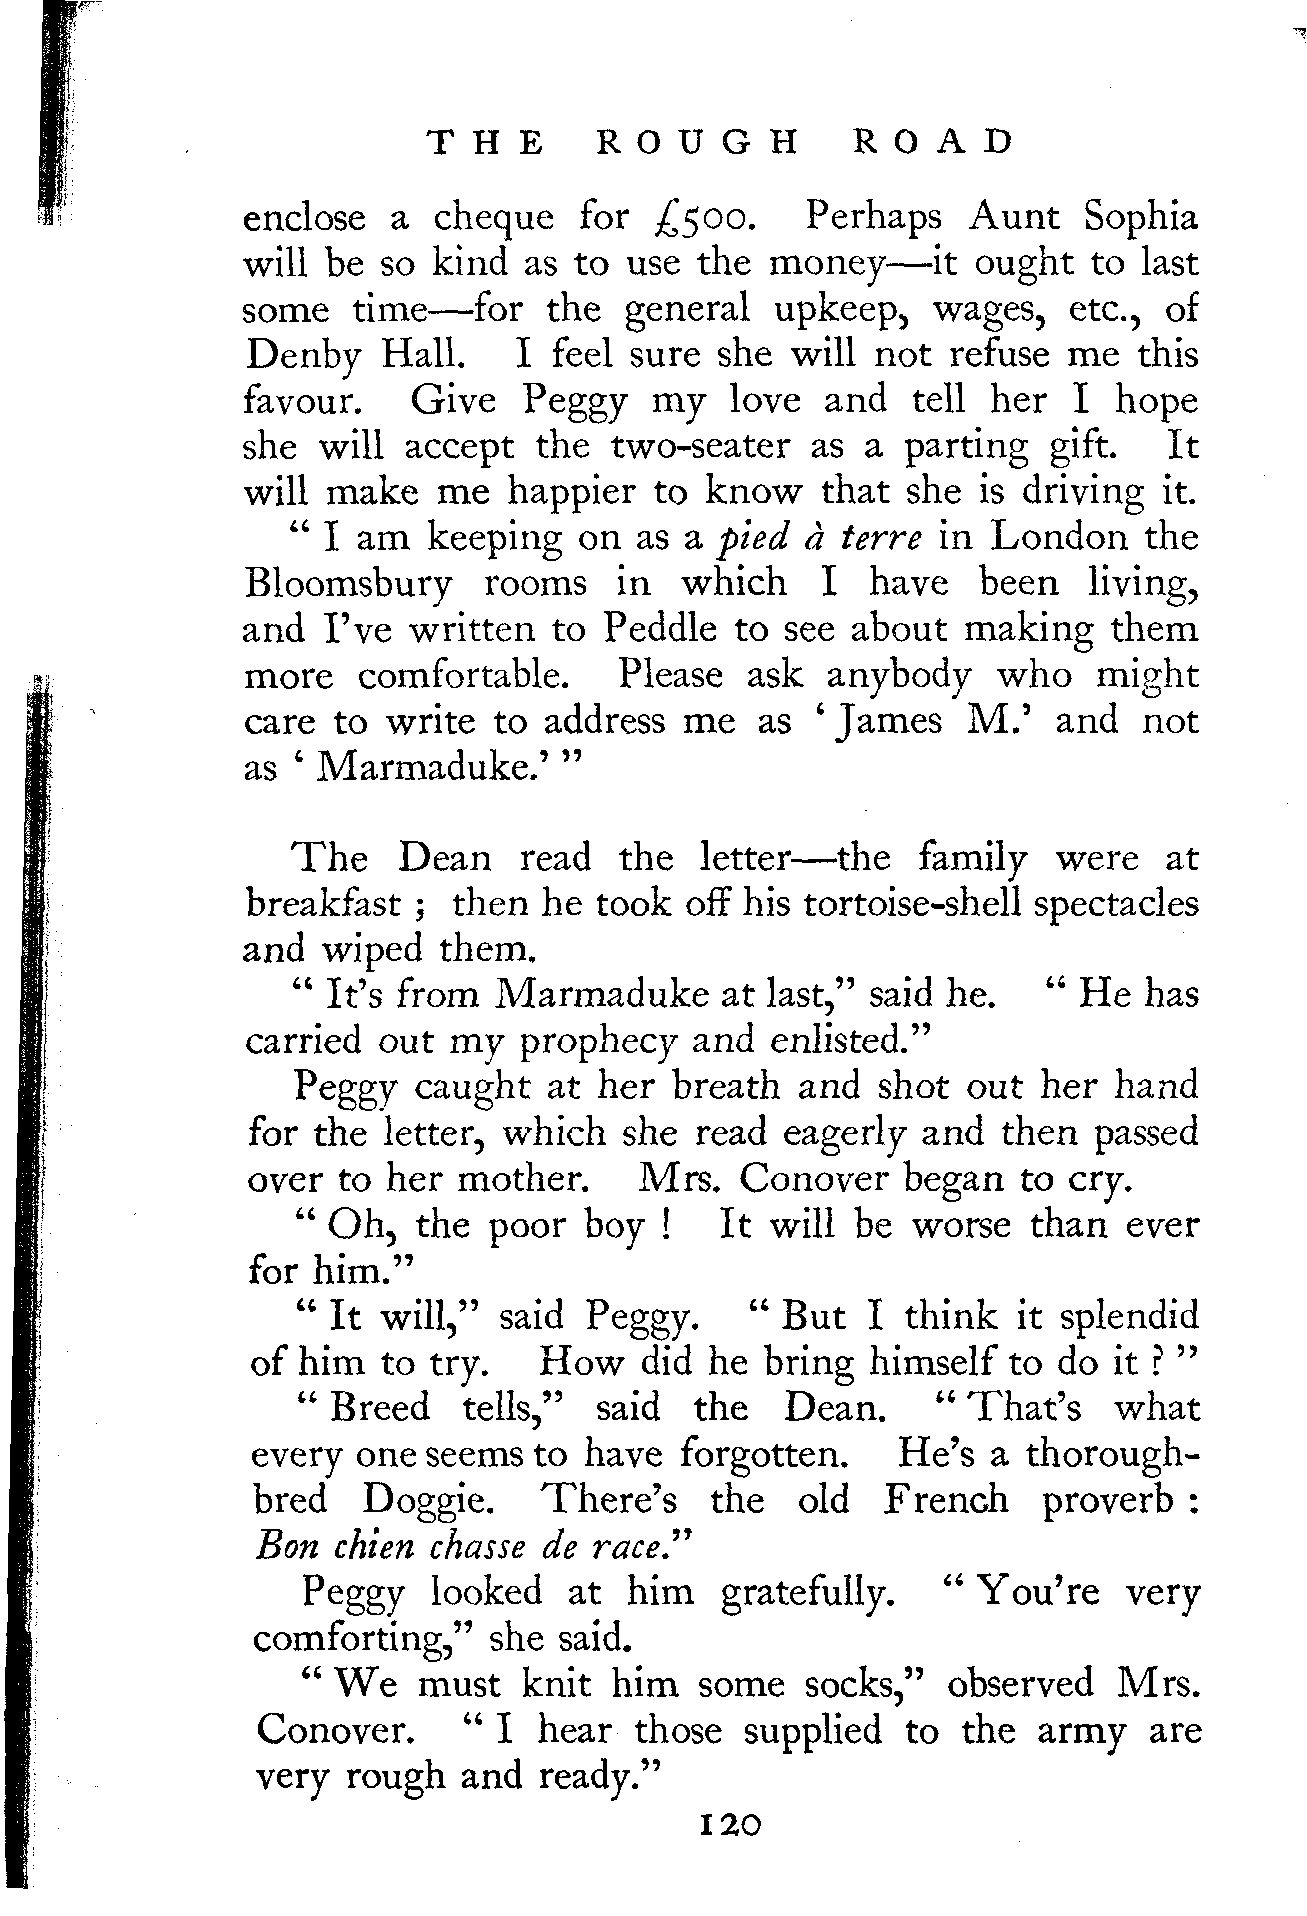 THE ROUGH ROAD
enclose a cheque for £500. Perhaps Aunt Sophia
will be so kind as to use the money—it ought to last
some time—for the general upkeep, wages, etc., of
Denby Hall. I feel sure she will not refuse me this
favour. Give Peggy my love and tell her I hope
she will accept the two-seater as a parting gift. It
will make me happier to know that she is driving it.
“ I am keeping on as a pied à terre in London the
Bloomsbury rooms in which I have been living,
and I’ve written to Peddle to see about making them
more comfortable. Please ask anybody who might
care to write to address me as ‘ James M.’ and not
as ‘ Marmaduke.’ ”
The Dean read the letter—the family were at
breakfast ; then he took off his tortoise-shell spectacles
and wiped them.
“ It’s from Marmaduke at last,” said he. “ He has
carried out my prophecy and enlisted.”
Peggy caught at her breath and shot out her hand
for the letter, which she read eagerly and then passed
over to her mother. Mrs. Conover began to cry.
“ Oh, the poor boy ! It will be worse than ever
for him.”
“ It will,” said Peggy. “ But I think it splendid
of him to try. How did he bring himself to do it ? ”
“ Breed tells,” said the Dean. “ That’s what
every one seems to have forgotten. He’s a thorough-
bred Doggie. There’s the old French proverb :
Bon chien chasse de race.”
Peggy looked at him gratefully. “ You’re very
comforting,” she said.
“ We must knit him some socks,” observed Mrs.
Conover. “ I hear those supplied to the army are
very rough and ready.”
120